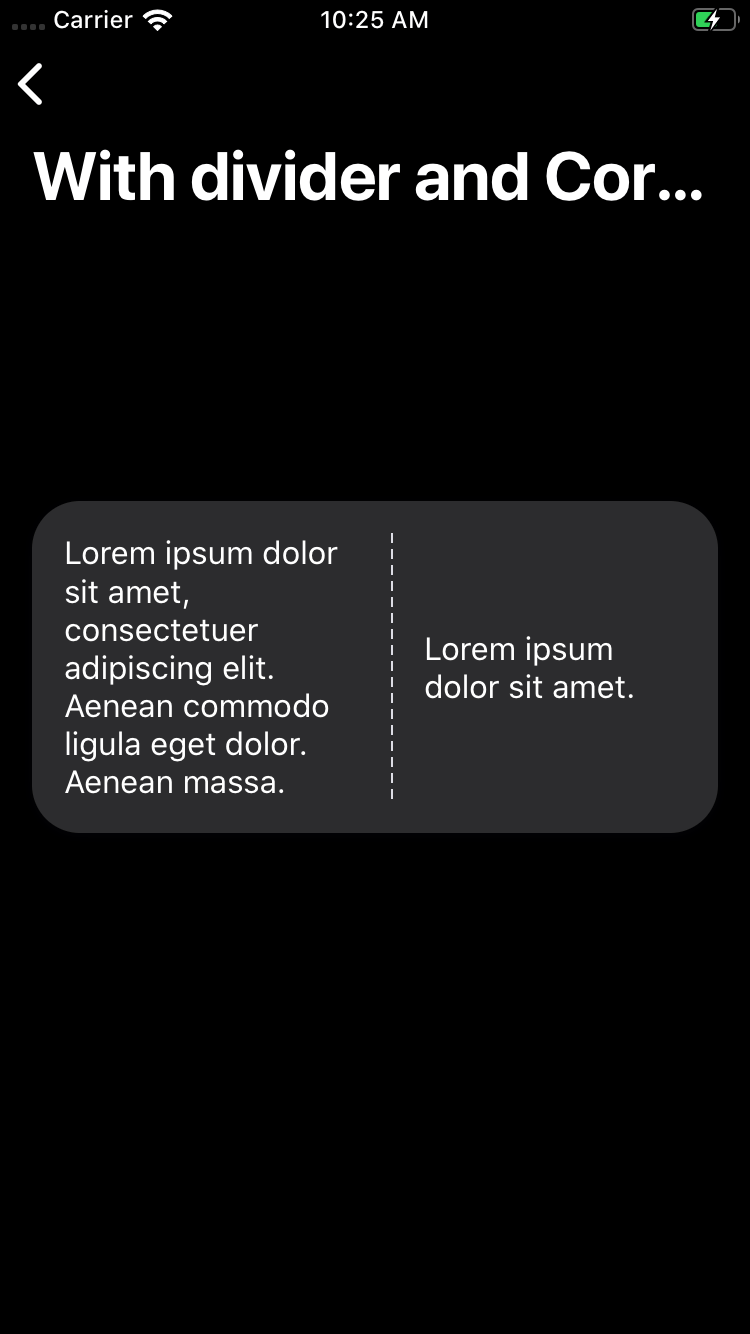 Carrier 10:25 AM
With divider and Cor...
Lorem ipsum dolor
sit amet,
consectetuer
adipiscing elit.
Aenean commodo
ligula eget dolor.
Aenean massa.
Lorem ipsum
dolor sit amet.